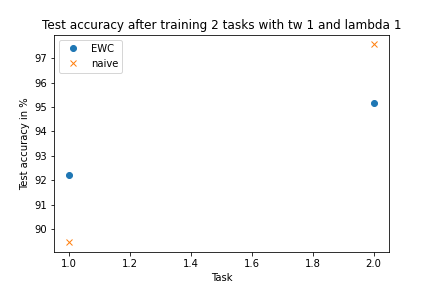 Test accuracy after training 2 tasks with tw 1 and lambda 1
EWC
naive
97
96
95
94
93
92
91
90
Test accuracy in %
1.0 1.2 1.4 1.6 1.8 2.0
Task